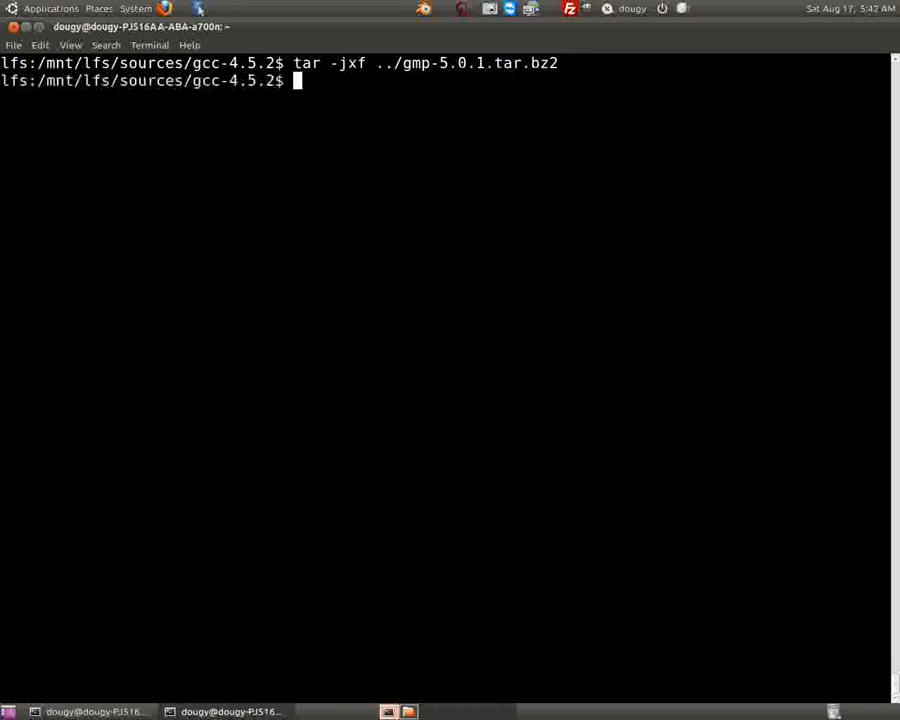 Applications Places System dougy Sat Aug 17, 5:42 AM
dougy@dougy-PJ516AA-ABA-a700n: ~
File Edit View Search Terminal Help
lfs:/mnt/lfs/sources/gcc-4.5.2$ tar -jxf ../gmp-5.0.1.tar.bz2
lfs:/mnt/lfs/sources/gcc-4.5.2$
dougy@dougy-PJ516... dougy@dougy-PJ516...